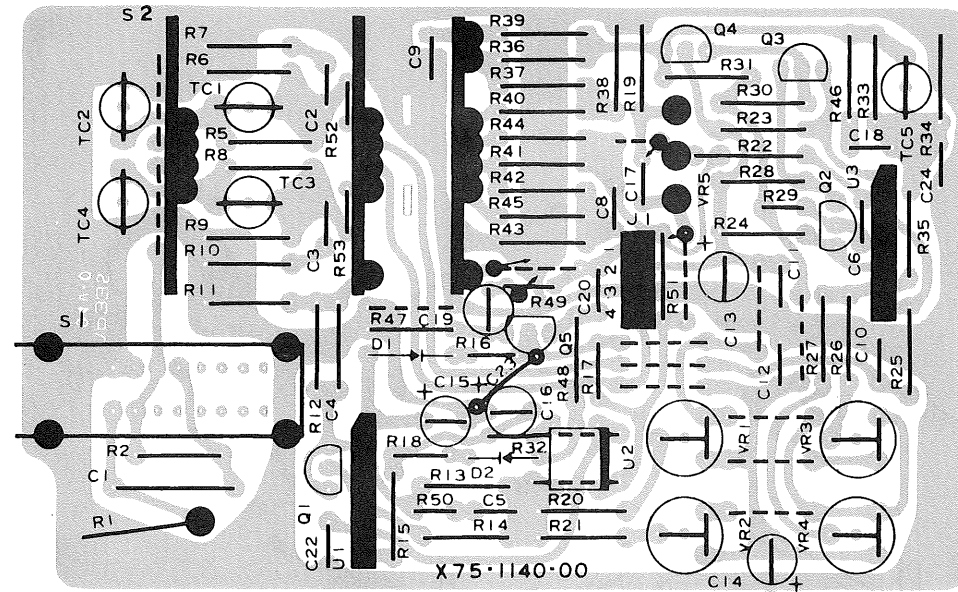 S 2
R7
R6
TC1
TC2
R5
R8
TC3
TC4
R9
R10
R11
S 1
C2
R52
C3
R53
C9
R39
R36
R37
R40
R44
R41
R42
R45
R43
R49
R38
R19
Q4
R31
Q3
R30
R23
R22
R28
R29
R24
R46
R33
C18
TC5
R34
C24
U3
Q2
C6
R35
VR5
C17
C8
C20
1
2
3
4
R51
+
C13
C11
C12
R27
R26
C10
R25
R47
C19
D1
R16
Q5
C23
+
C15
+
C16
R48
R17
R12
C4
R2
C1
R1
Q1
C22
U1
R15
R18
R13
D2
R32
R50
C5
R14
R20
R21
U2
VR1
VR3
VR2
VR4
C14
+
X75-1140-00